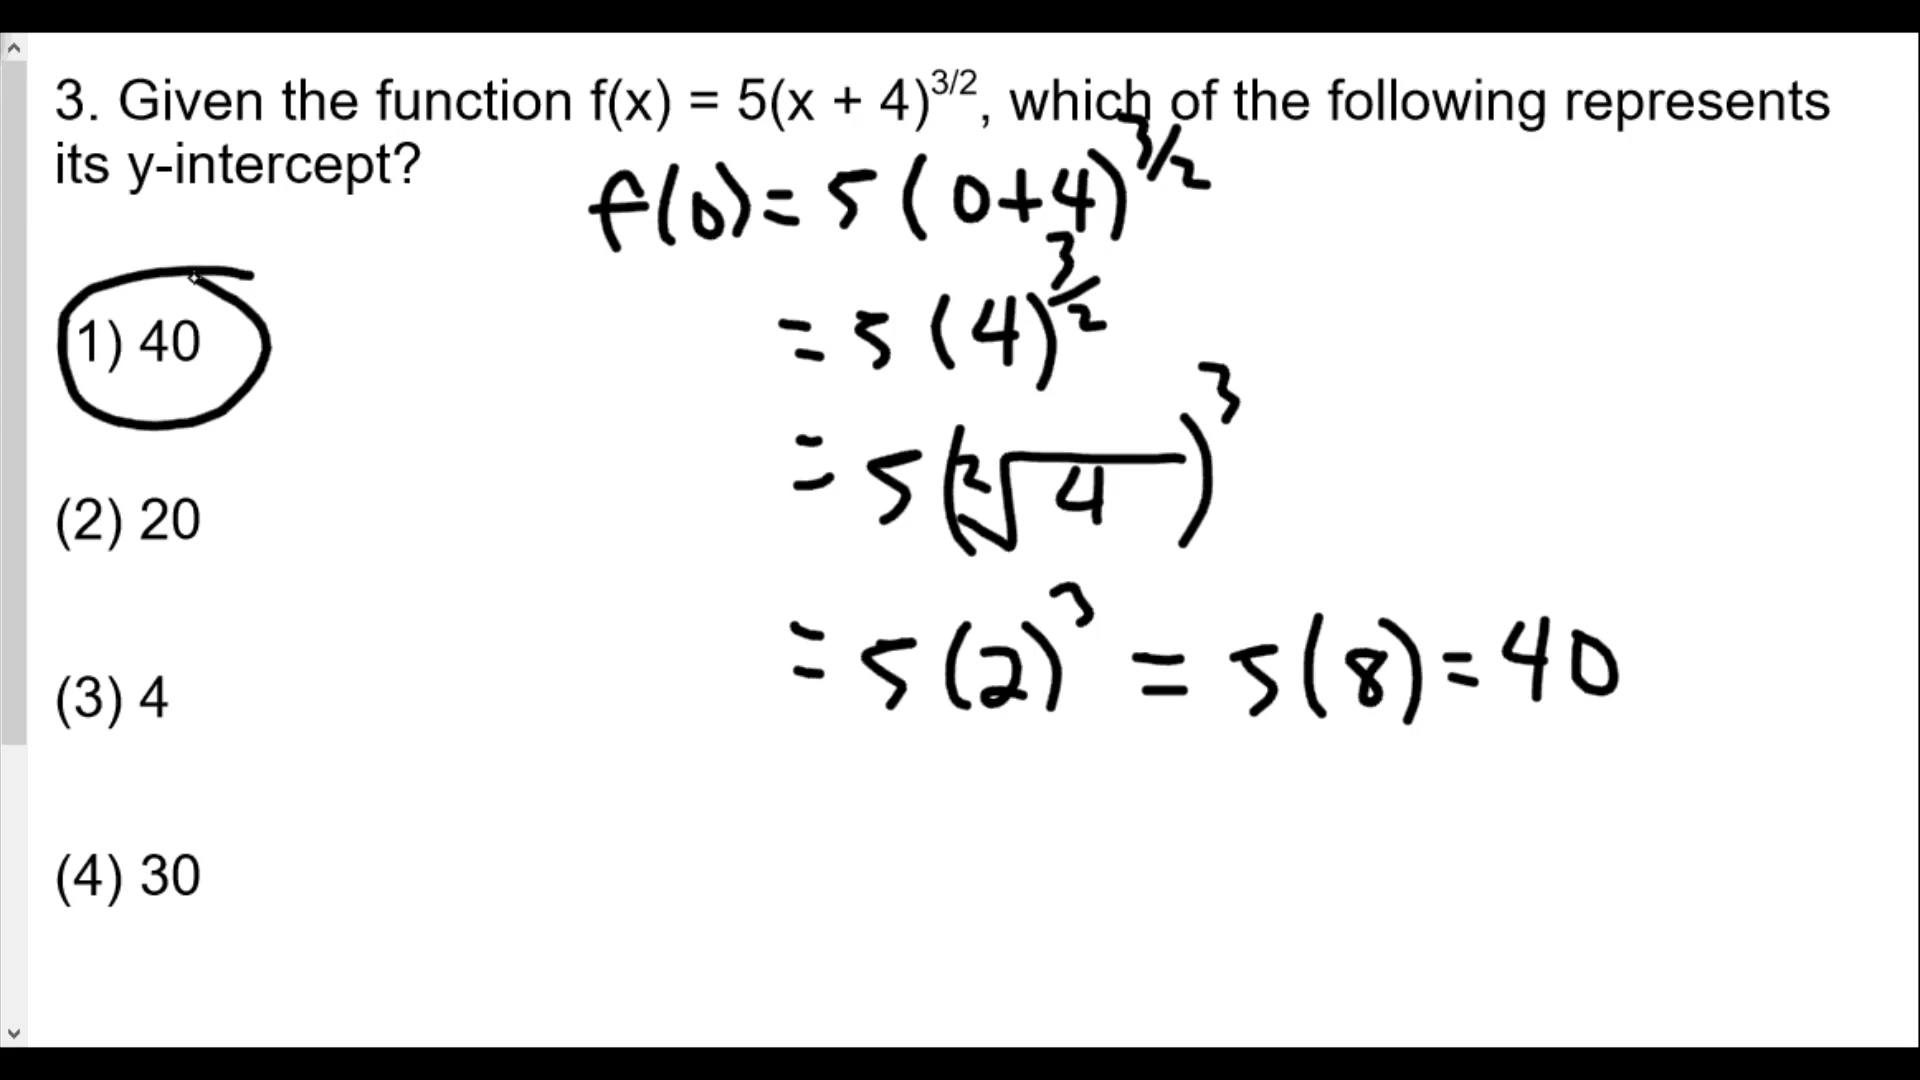 3. Given the function f(x) = 5(x + 4)^3/2, which of the following represents
its y-intercept?
f(0) = 5(0+4)^3/2
= 5(4)^3/2
1) 40
= 5(²√4)^3
(2) 20
= 5(2)^3 = 5(8) = 40
(3) 4
(4) 30